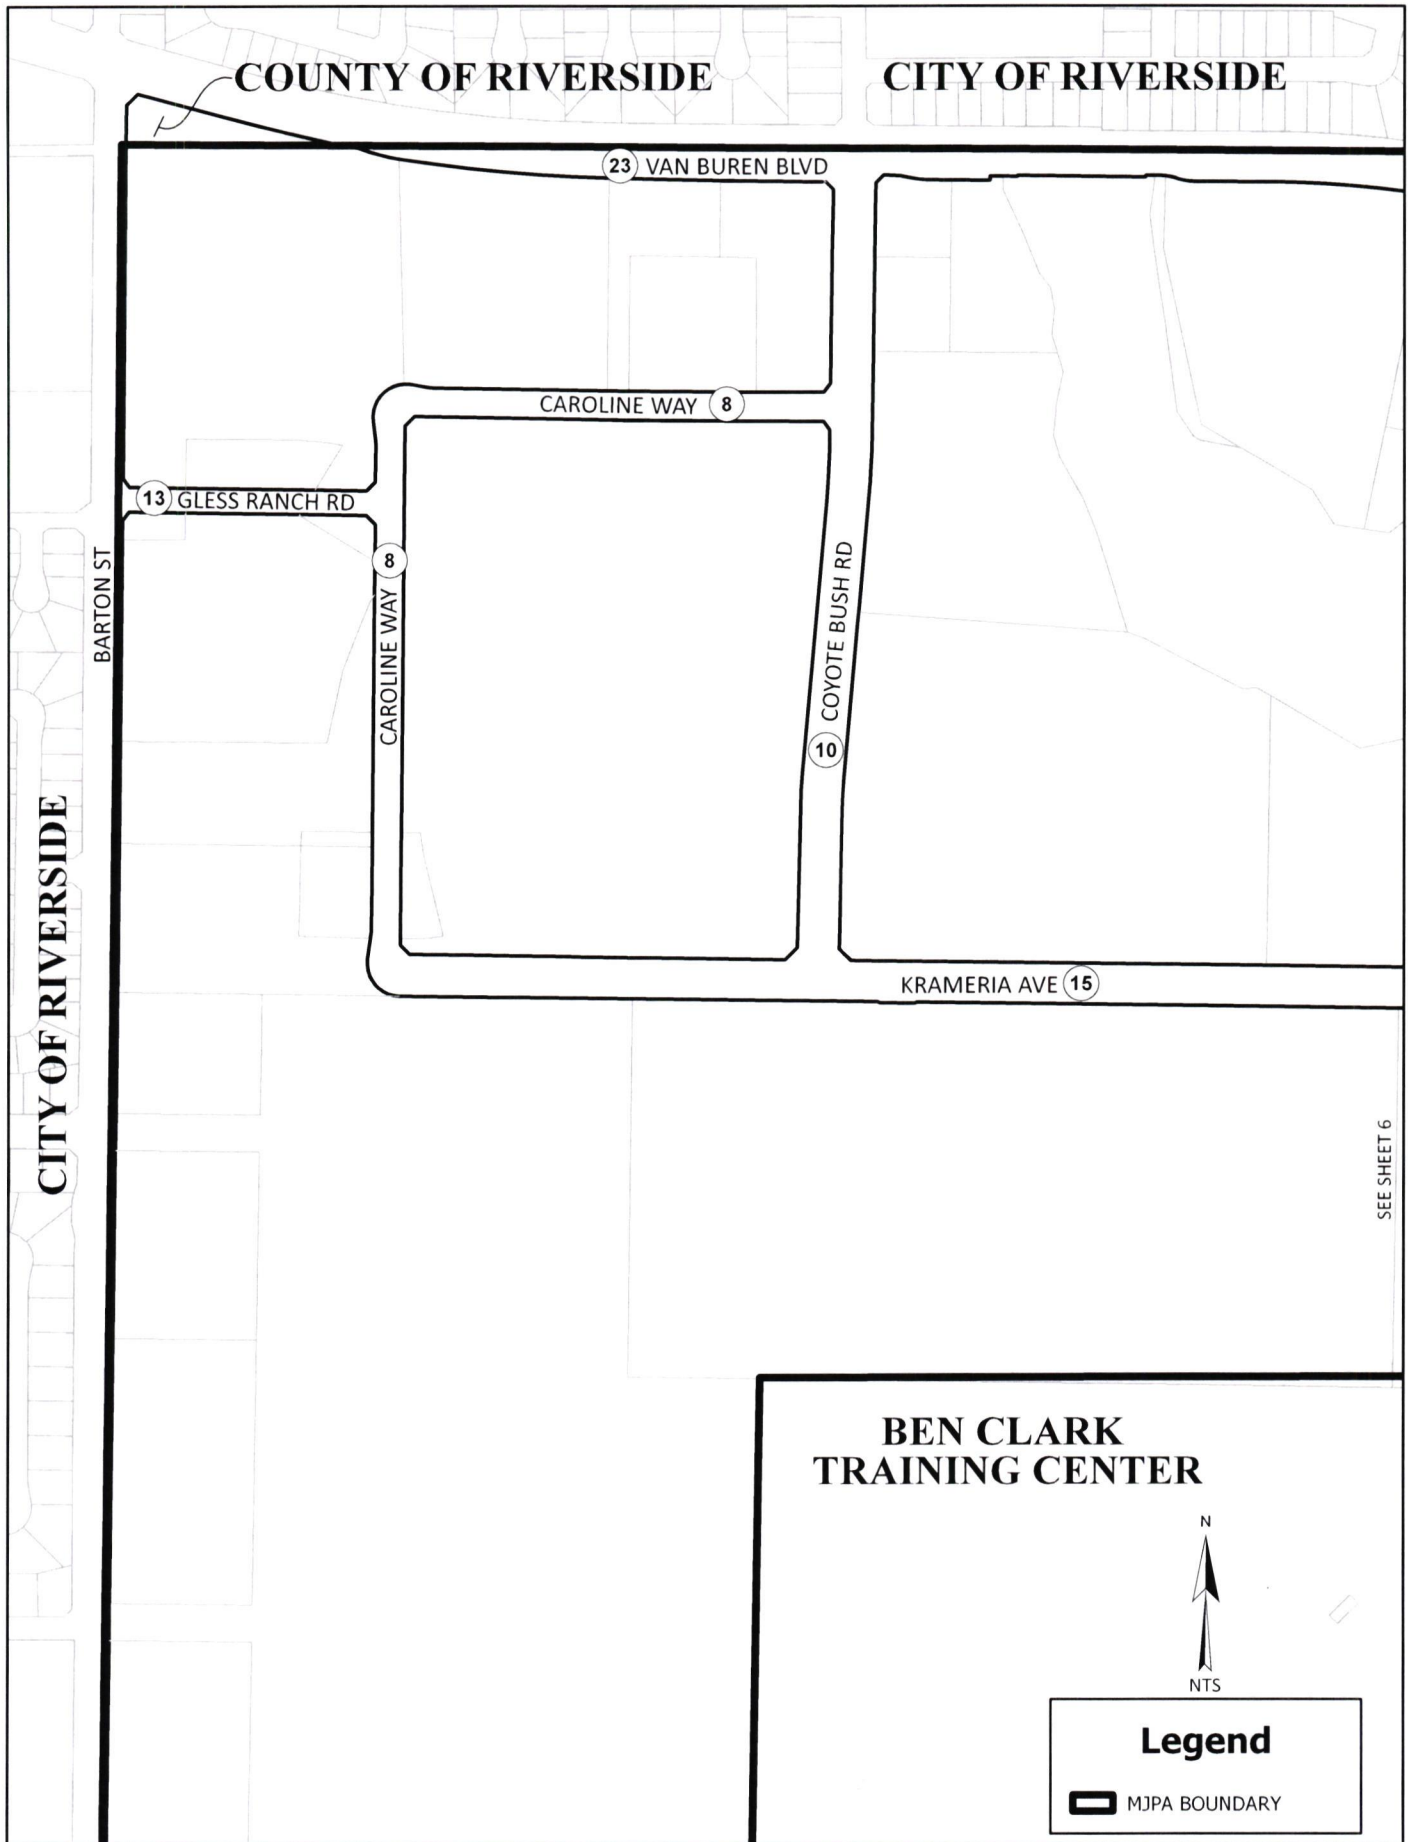 COUNTY OF RIVERSIDE
CITY OF RIVERSIDE
23 VAN BUREN BLVD
CAROLINE WAY 8
13 GLESS RANCH RD
8
CAROLINE WAY
BARTON ST
COYOTE BUSH RD
10
CITY OF RIVERSIDE
KRAMERIA AVE 15
SEE SHEET 6
BEN CLARK
TRAINING CENTER
N
NTS
Legend
MJPA BOUNDARY